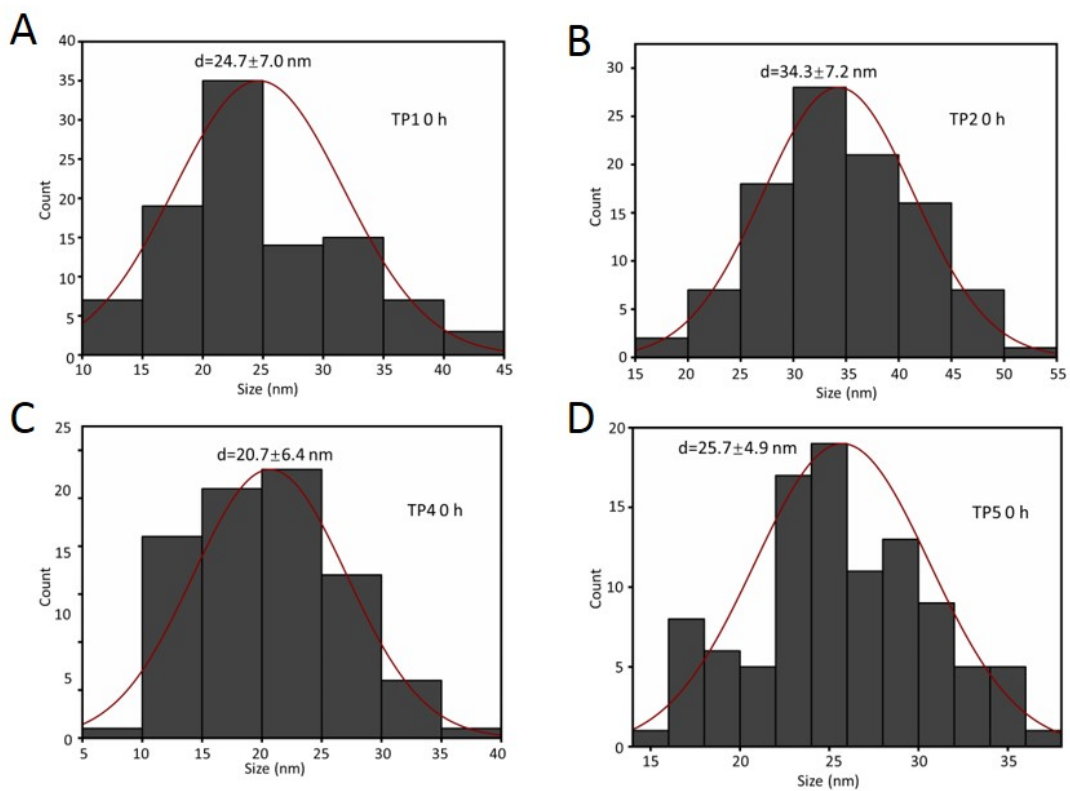 A
d=24.7±7.0 nm
TP1 0 h
Count
40
35
30
25
20
15
10
5
0
10 15 20 25 30 35 40 45
Size (nm)
B
d=34.3±7.2 nm
TP2 0 h
Count
30
25
20
15
10
5
0
15 20 25 30 35 40 45 50 55
Size (nm)
C
d=20.7±6.4 nm
TP4 0 h
Count
25
20
15
10
5
0
5 10 15 20 25 30 35 40
Size (nm)
D
d=25.7±4.9 nm
TP5 0 h
Count
20
15
10
5
0
15 20 25 30 35
Size (nm)